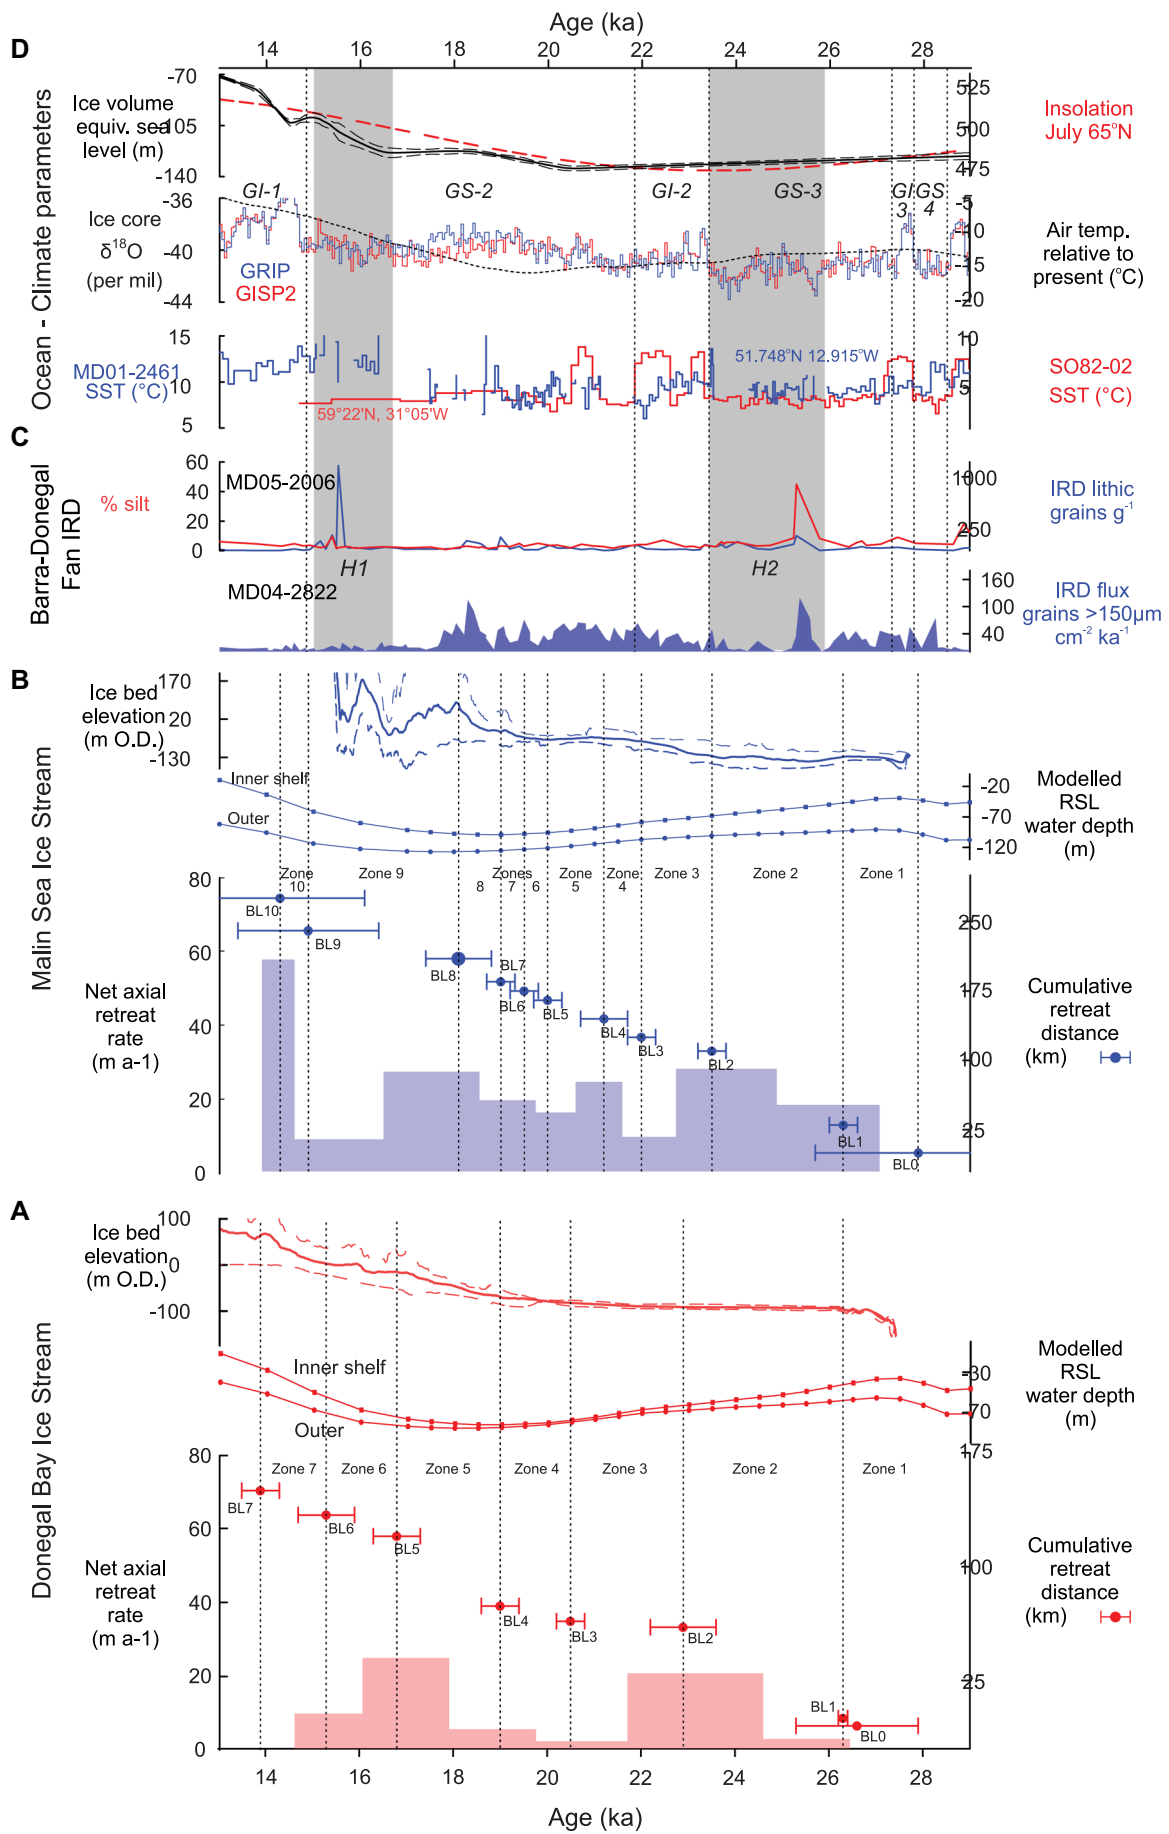 Age (ka)
D
14 16 18 20 22 24 26 28
Ocean - Climate parameters
Ice volume
equiv. sea
level (m)
-70
-105
-140
525
500
475
Insolation
July 65°N
GI-1
GS-2
GI-2
GS-3
GI
3
GS
4
Ice core
δ18O
(per mil)
-36
-40
-44
GRIP
GISP2
-5
-10
-15
-20
Air temp.
relative to
present (°C)
MD01-2461
SST (°C)
15
10
5
59°22'N, 31°05'W
51.748°N 12.915°W
10
5
SO82-02
SST (°C)
C
Barra-Donegal
Fan IRD
% silt
60
40
20
0
MD05-2006
1000
250
IRD lithic
grains g-1
H1
H2
MD04-2822
160
100
40
IRD flux
grains >150µm
cm-2 ka-1
B
Malin Sea Ice Stream
Ice bed
elevation
(m O.D.)
170
20
-130
Inner shelf
Outer
-20
-70
-120
Modelled
RSL
water depth
(m)
Zone
10
Zone 9
8
Zones
7
6
Zone
5
Zone
4
Zone 3
Zone 2
Zone 1
80
60
40
20
0
Net axial
retreat
rate
(m a-1)
BL10
BL9
BL8
BL7
BL6
BL5
BL4
BL3
BL2
BL1
BL0
250
175
100
25
Cumulative
retreat
distance
(km)
A
Donegal Bay Ice Stream
Ice bed
elevation
(m O.D.)
100
0
-100
Inner shelf
Outer
-30
-70
Modelled
RSL
water depth
(m)
Zone 7
Zone 6
Zone 5
Zone 4
Zone 3
Zone 2
Zone 1
80
60
40
20
0
Net axial
retreat
rate
(m a-1)
BL7
BL6
BL5
BL4
BL3
BL2
BL1
BL0
175
100
25
Cumulative
retreat
distance
(km)
14 16 18 20 22 24 26 28
Age (ka)